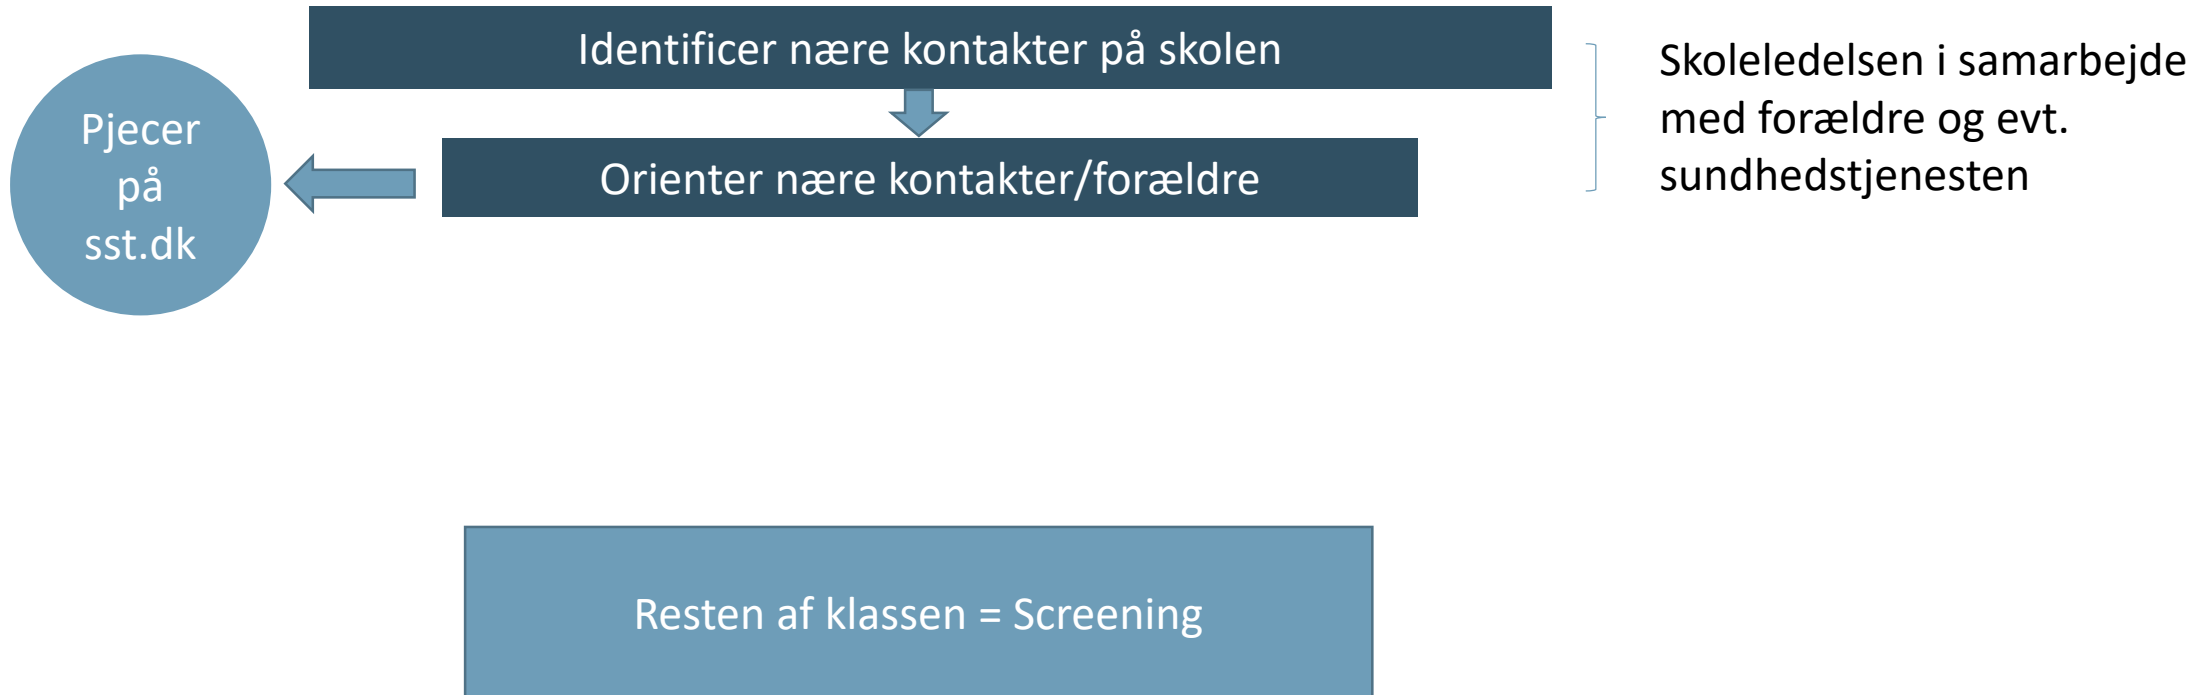 Identificer nære kontakter på skolen
Orienter nære kontakter/forældre
Pjecer
på
sst.dk
Skoleledelsen i samarbejde
med forældre og evt.
sundhedstjenesten
Resten af klassen = Screening